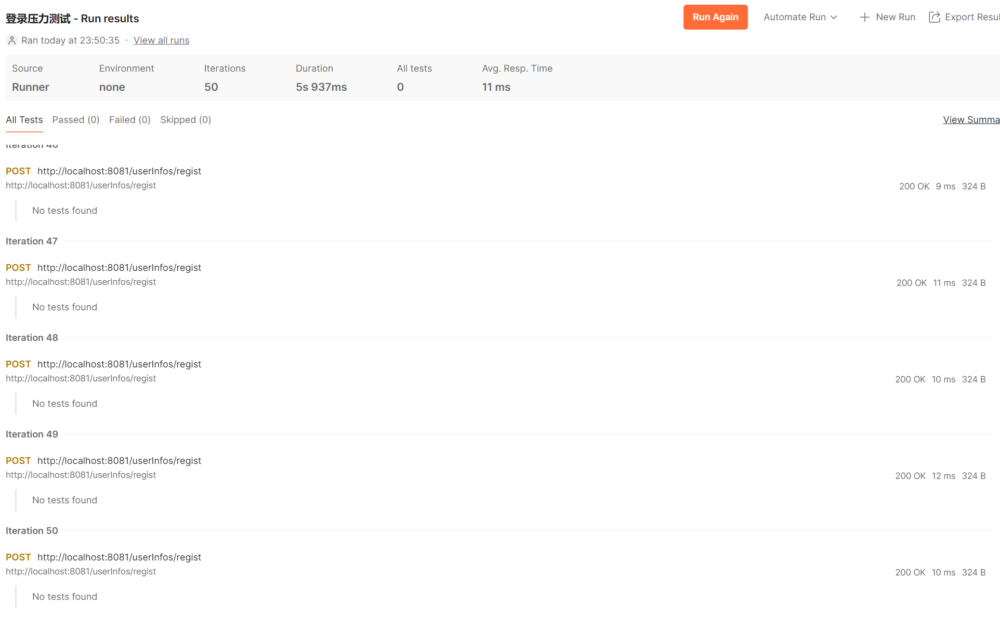 登录压力测试 - Run results
Run Again
Automate Run
New Run
Export Resul
Ran today at 23:50:35 · View all runs
Source Environment Iterations Duration All tests Avg. Resp. Time
Runner none 50 5s 937ms 0 11 ms
All Tests Passed (0) Failed (0) Skipped (0)
View Summa
Iteration 46
POST http://localhost:8081/userInfos/regist
http://localhost:8081/userInfos/regist
200 OK 9 ms 324 B
No tests found
Iteration 47
POST http://localhost:8081/userInfos/regist
http://localhost:8081/userInfos/regist
200 OK 11 ms 324 B
No tests found
Iteration 48
POST http://localhost:8081/userInfos/regist
http://localhost:8081/userInfos/regist
200 OK 10 ms 324 B
No tests found
Iteration 49
POST http://localhost:8081/userInfos/regist
http://localhost:8081/userInfos/regist
200 OK 12 ms 324 B
No tests found
Iteration 50
POST http://localhost:8081/userInfos/regist
http://localhost:8081/userInfos/regist
200 OK 10 ms 324 B
No tests found